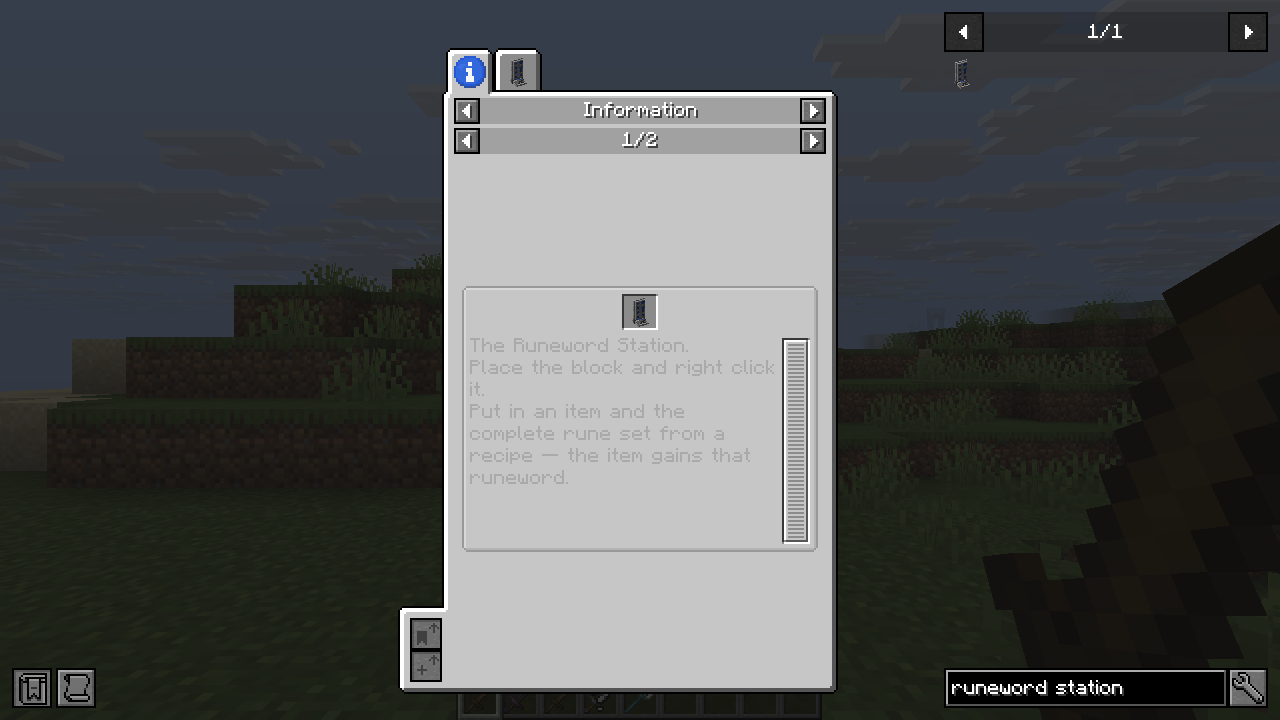 1/1
Information
1/2
The Runeword Station.
Place the block and right click
it.
Put in an item and the
complete rune set from a
recipe — the item gains that
runeword.
runeword station